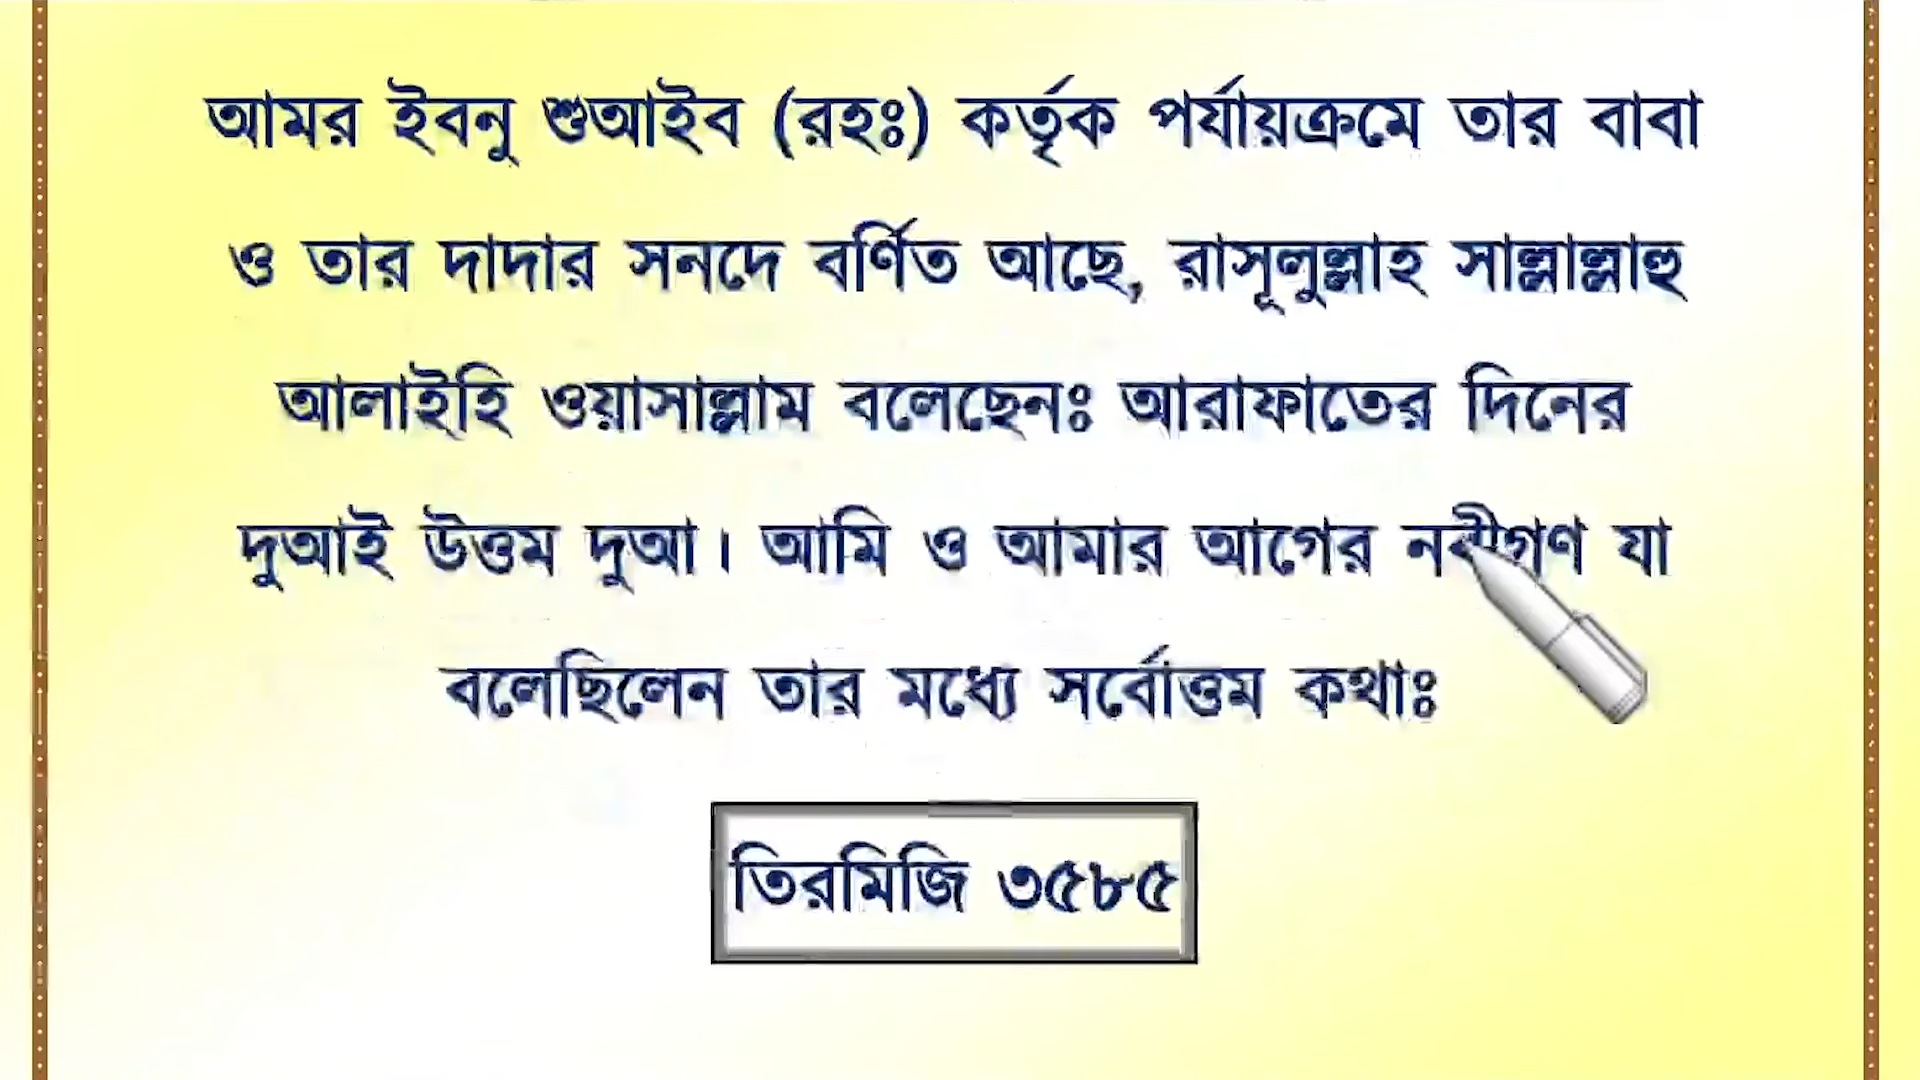 আমর ইবনু শুআইব (রহঃ) কর্তৃক পর্যায়ক্রমে তার বাবা
ও তার দাদার সনদে বর্ণিত আছে, রাসূলুল্লাহ সাল্লাল্লাহু
আলাইহি ওয়াসাল্লাম বলেছেনঃ আরাফাতের দিনের
দুআই উত্তম দুআ। আমি ও আমার আগের নবীগণ যা
বলেছিলেন তার মধ্যে সর্বোত্তম কথাঃ
তিরমিজি ৩৫৮৫